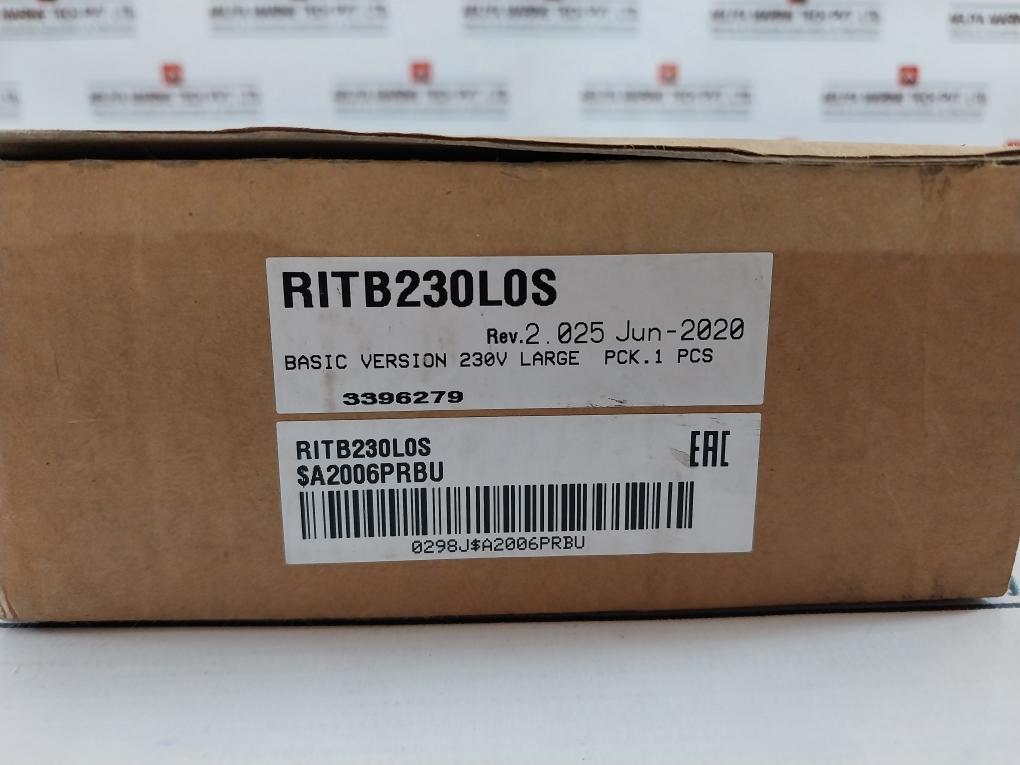 RITB230L0S
Rev.2.025 Jun-2020
BASIC VERSION 230V LARGE PCK.1 PCS
3396279
RITB230L0S
EAC
$A2006PRBU
0298J$A2006PRBU